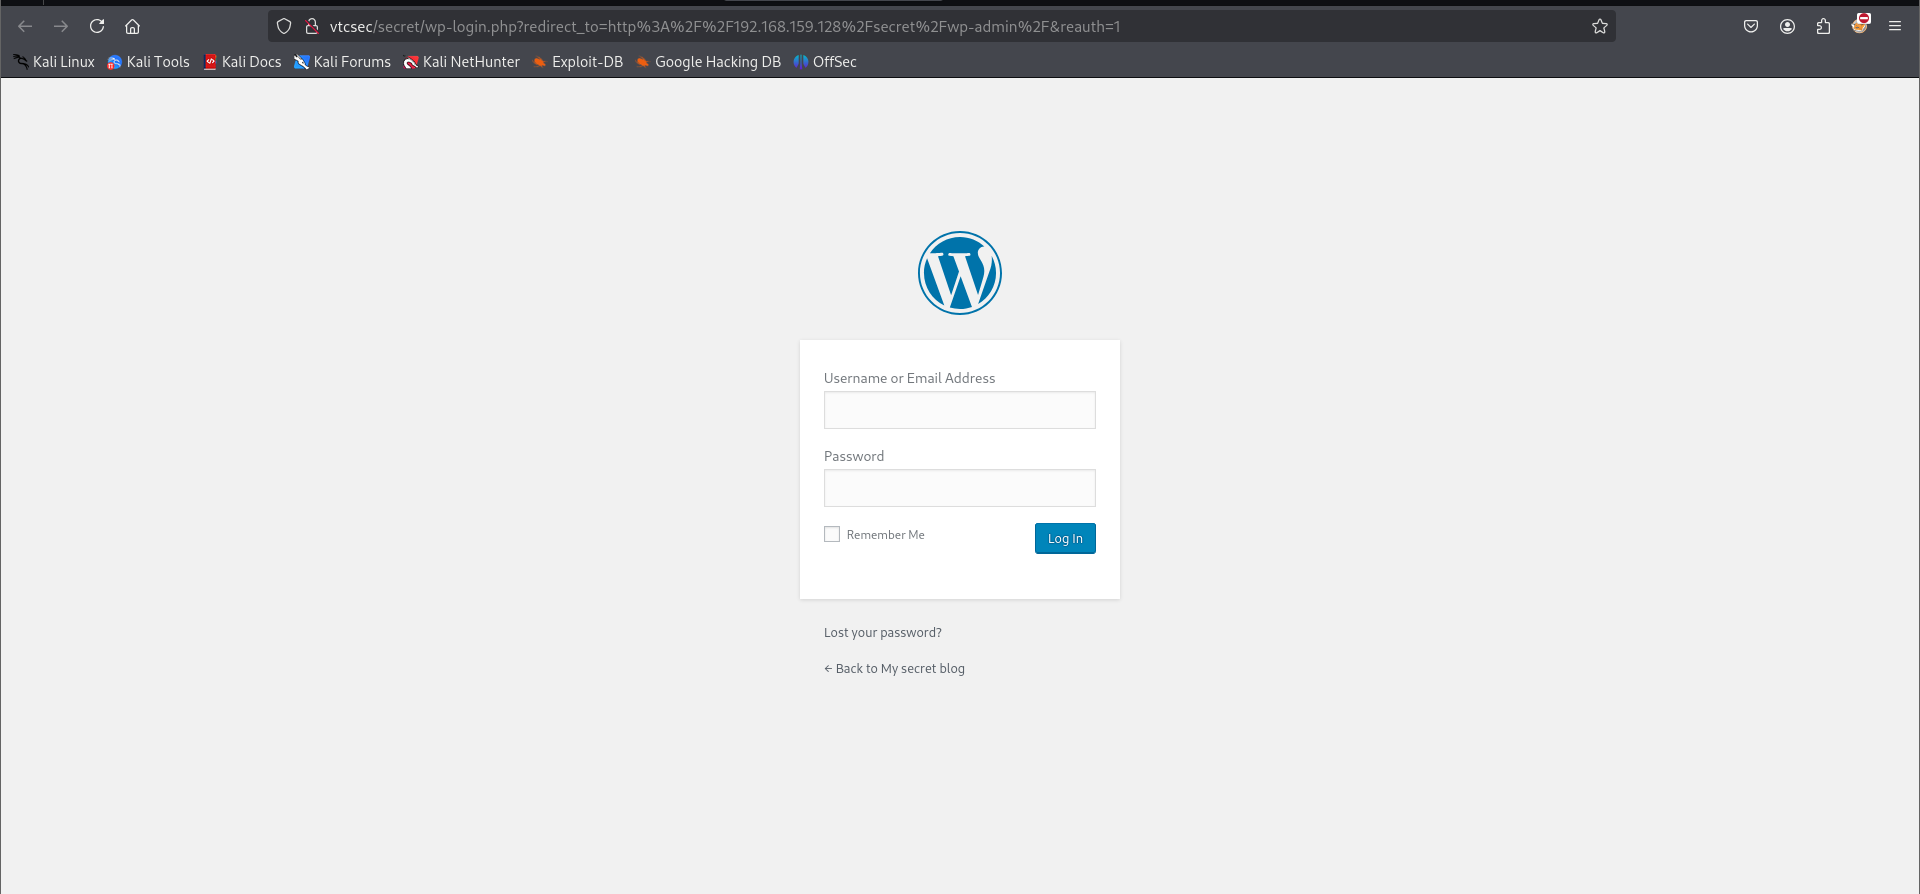 vtcsec/secret/wp-login.php?redirect_to=http%3A%2F%2F192.168.159.128%2Fsecret%2Fwp-admin%2F&reauth=1
Kali Linux Kali Tools Kali Docs Kali Forums Kali NetHunter Exploit-DB Google Hacking DB OffSec
Username or Email Address
Password
Remember Me Log In
Lost your password?
← Back to My secret blog